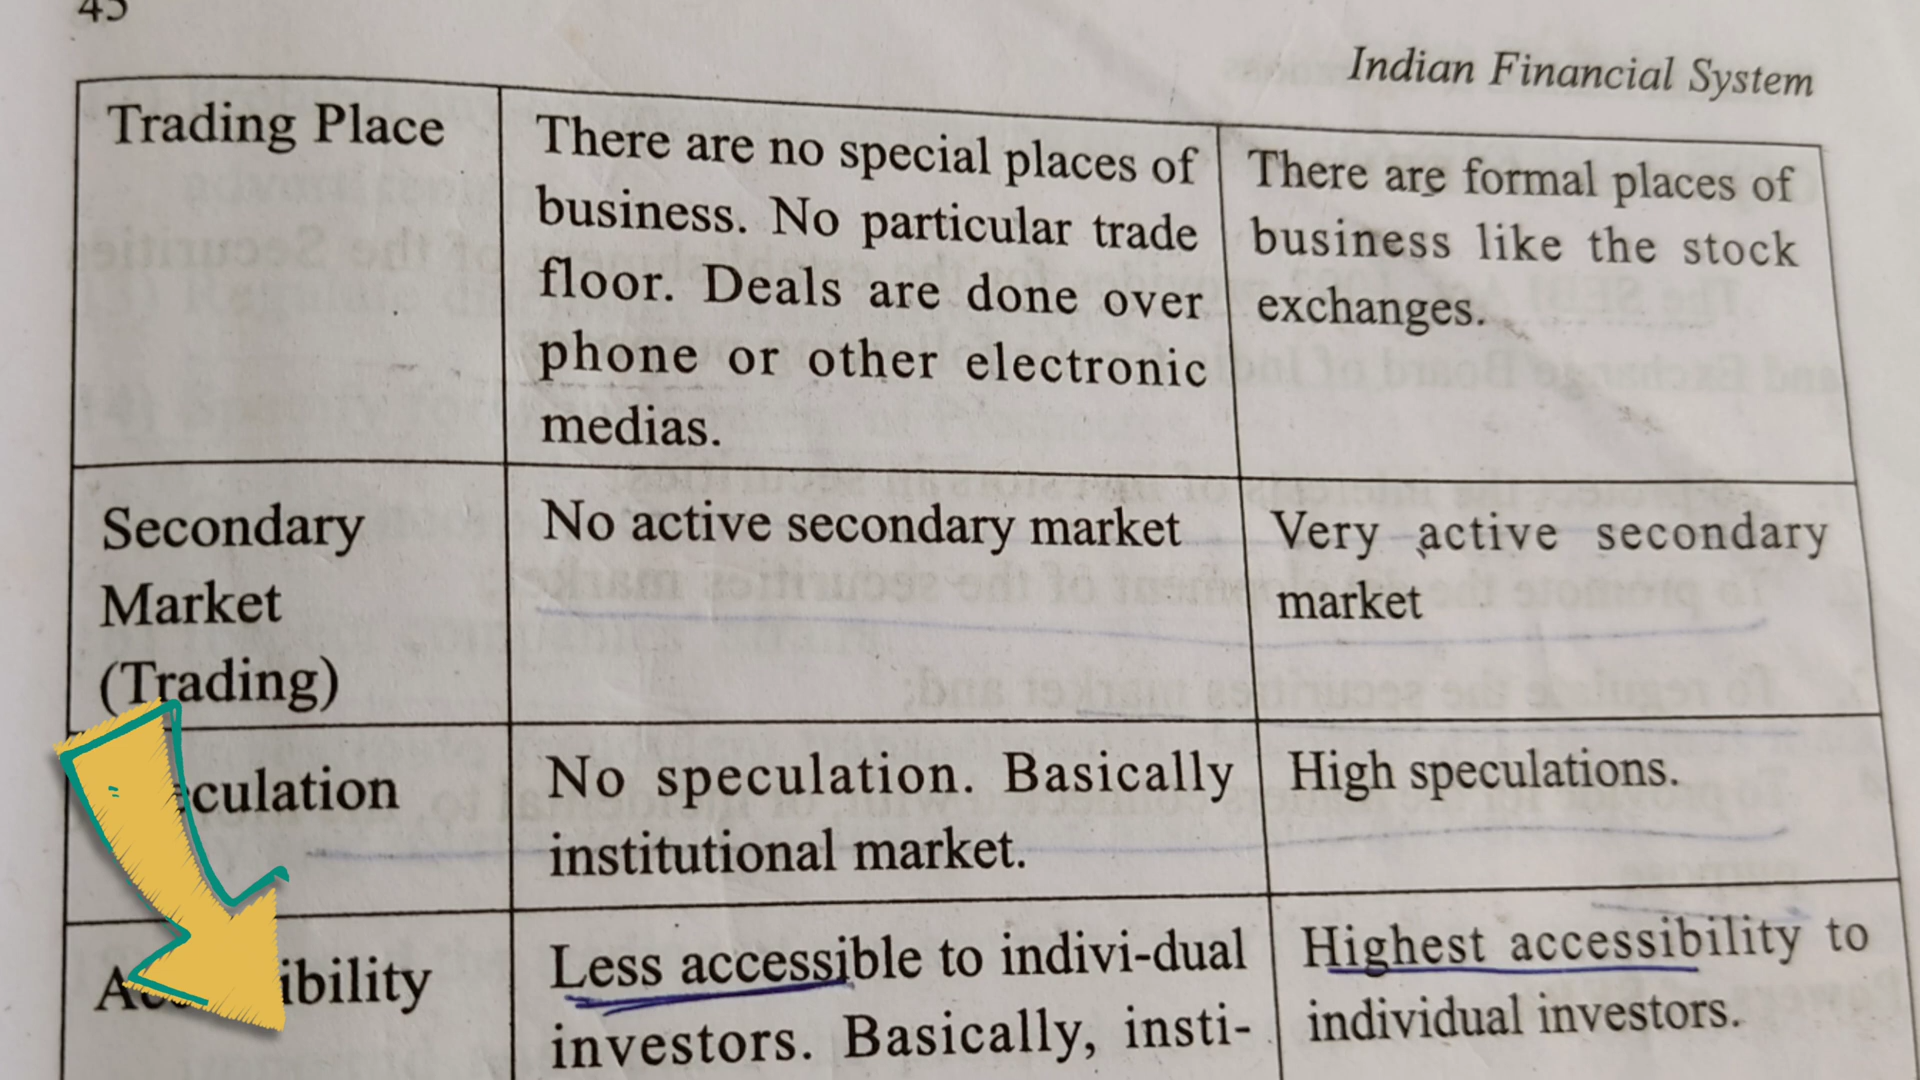 45
Indian Financial System
Trading Place
There are no special places of
business. No particular trade
floor. Deals are done over
phone or other electronic
medias.
There are formal places of
business like the stock
exchanges.
Secondary
Market
(Trading)
No active secondary market
Very active secondary
market
culation
No speculation. Basically
institutional market.
High speculations.
ibility
Less accessible to indivi-dual
investors. Basically, insti-
Highest accessibility to
individual investors.